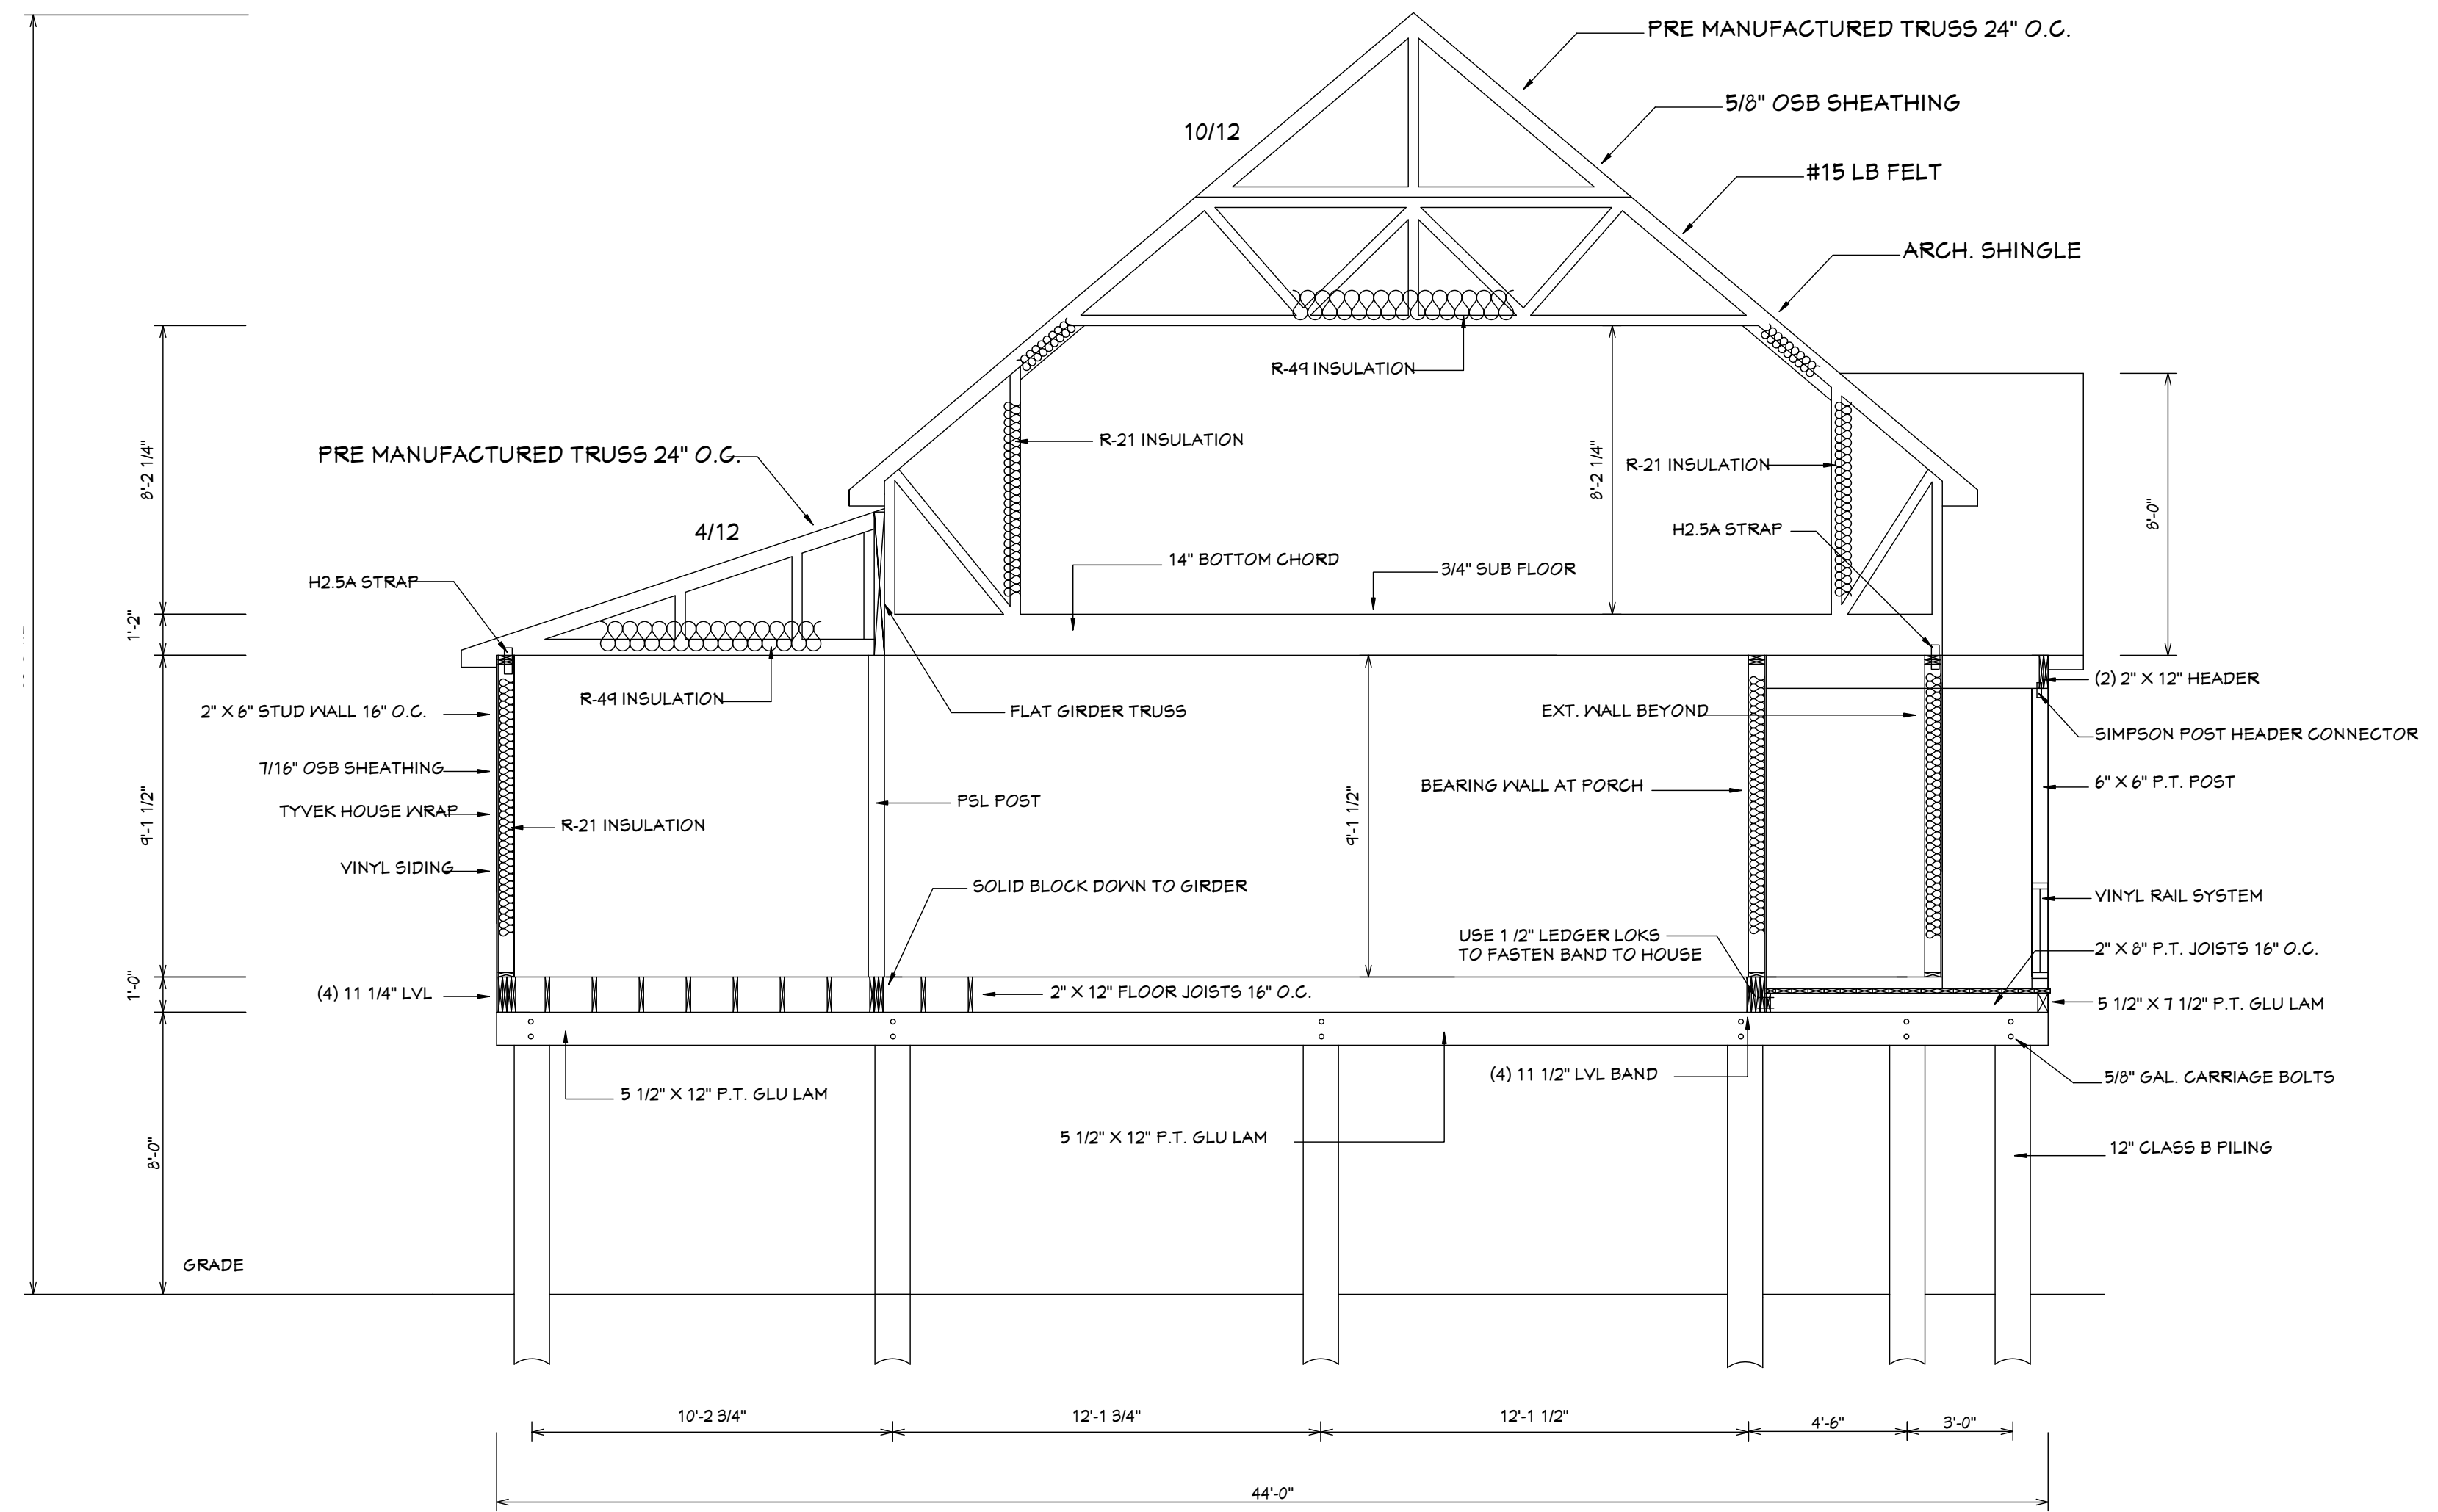 PRE MANUFACTURED TRUSS 24" O.C.
5/8" OSB SHEATHING
10/12
#15 LB FELT
ARCH. SHINGLE
R-49 INSULATION
R-21 INSULATION
PRE MANUFACTURED TRUSS 24" O.C.
8'-2 1/4"
8'-2 1/4"
R-21 INSULATION
8'-0"
4/12
H2.5A STRAP
14" BOTTOM CHORD
3/4" SUB FLOOR
H2.5A STRAP
1'-2"
(2) 2" X 12" HEADER
R-49 INSULATION
2" X 6" STUD WALL 16" O.C.
FLAT GIRDER TRUSS
EXT. WALL BEYOND
SIMPSON POST HEADER CONNECTOR
7/16" OSB SHEATHING
6" X 6" P.T. POST
BEARING WALL AT PORCH
PSL POST
TYVEK HOUSE WRAP
9'-1 1/2"
9'-1 1/2"
R-21 INSULATION
VINYL SIDING
SOLID BLOCK DOWN TO GIRDER
VINYL RAIL SYSTEM
USE 1 /2" LEDGER LOKS
TO FASTEN BAND TO HOUSE
2" X 8" P.T. JOISTS 16" O.C.
1'-0"
(4) 11 1/4" LVL
2" X 12" FLOOR JOISTS 16" O.C.
5 1/2" X 7 1/2" P.T. GLU LAM
(4) 11 1/2" LVL BAND
5/8" GAL. CARRIAGE BOLTS
5 1/2" X 12" P.T. GLU LAM
5 1/2" X 12" P.T. GLU LAM
12" CLASS B PILING
8'-0"
GRADE
10'-2 3/4"
12'-1 3/4"
12'-1 1/2"
4'-6"
3'-0"
44'-0"